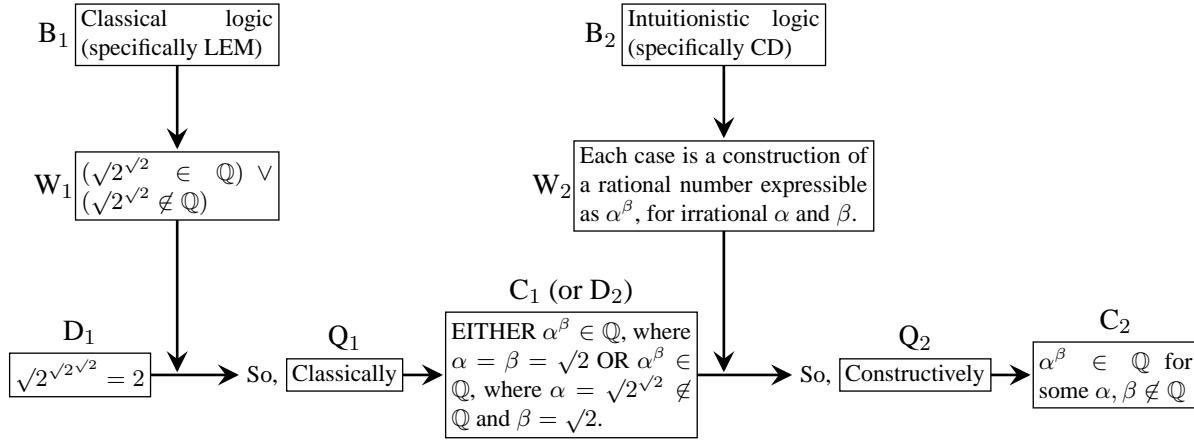 B₁ Classical logic
(specifically LEM)
B₂ Intuitionistic logic
(specifically CD)
W₁ (√2^√2 ∈ ℚ) ∨
(√2^√2 ∉ ℚ)
W₂ Each case is a construction of
a rational number expressible
as α^β, for irrational α and β.
D₁
√2^√2^√2 = 2
So,
Q₁
Classically
C₁ (or D₂)
EITHER α^β ∈ ℚ, where
α = β = √2 OR α^β ∈
ℚ, where α = √2^√2 ∉
ℚ and β = √2.
So,
Q₂
Constructively
C₂
α^β ∈ ℚ for
some α, β ∉ ℚ